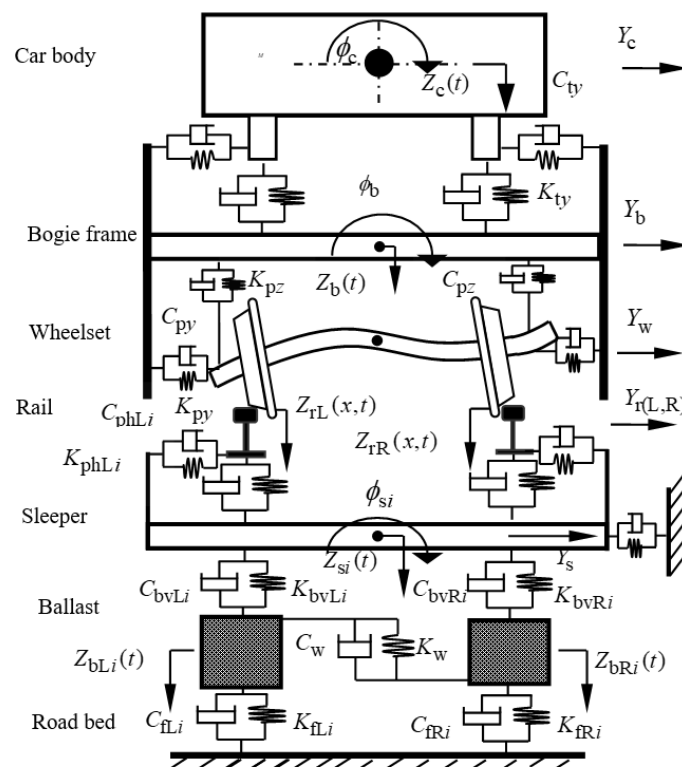 Car body
ϕc
Zc(t)
Cty
Yc
ϕb
Kty
Bogie frame
Yb
Kpz
Zb(t)
Cpz
Cpy
Wheelset
Yw
Rail
CphLi
Kpy
ZrL(x,t)
ZrR(x,t)
Yr(L,R)
KphLi
ϕsi
Sleeper
Zsi(t)
Ys
CbvLi
KbvLi
CbvRi
KbvRi
Ballast
Cw
Kw
ZbLi(t)
ZbRi(t)
Road bed
CfLi
KfLi
CfRi
KfRi